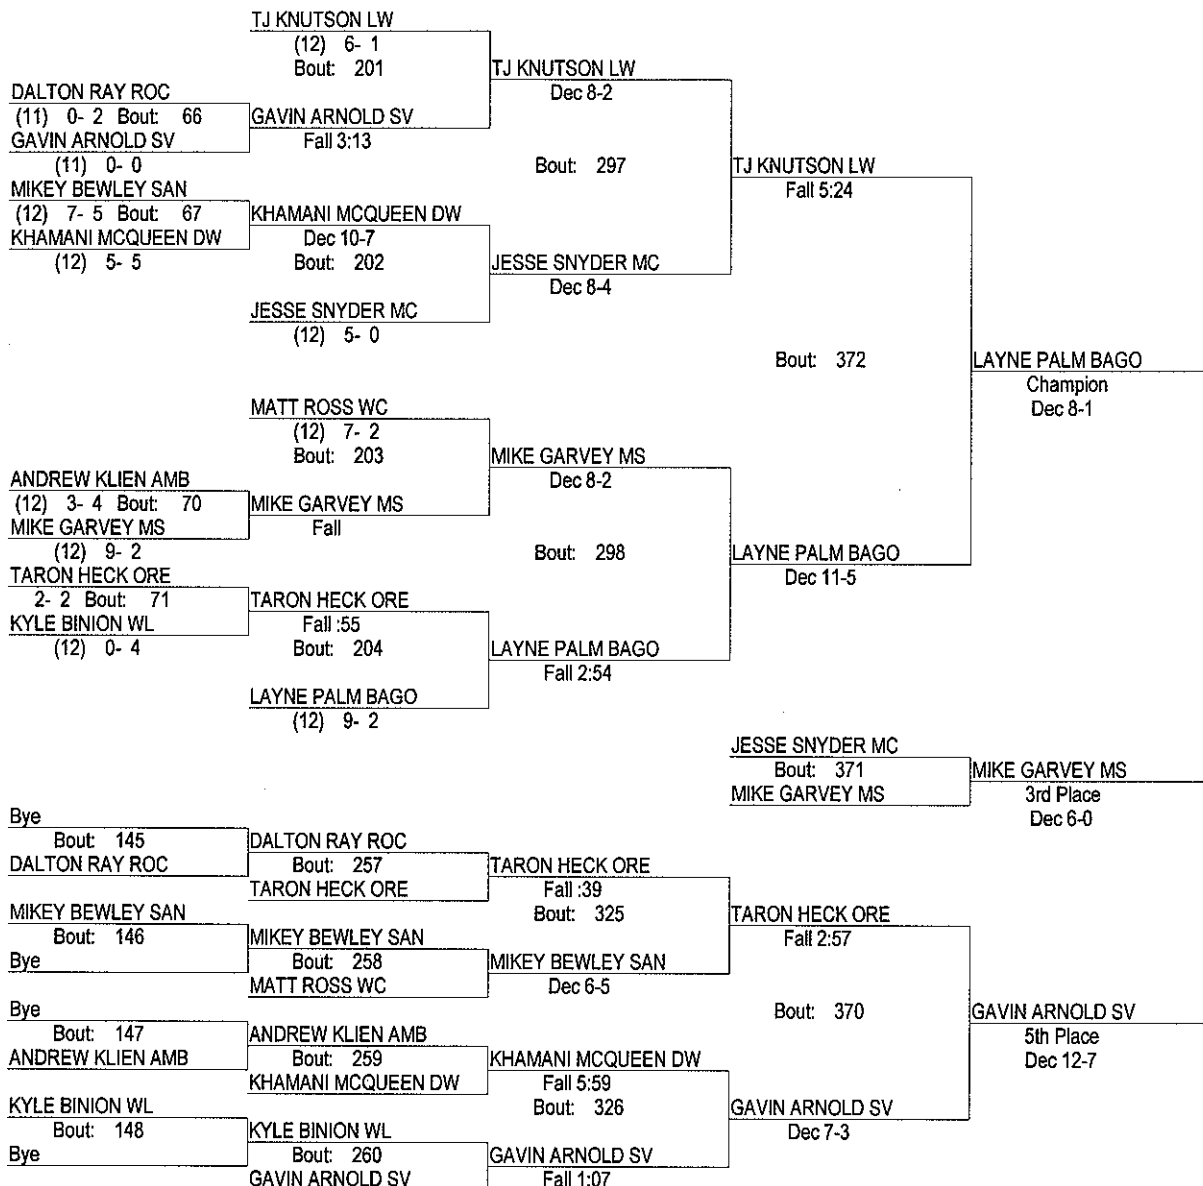 TJ KNUTSON LW
(12) 6- 1
Bout: 201
TJ KNUTSON LW
Dec 8-2
DALTON RAY ROC
(11) 0- 2 Bout: 66
GAVIN ARNOLD SV
GAVIN ARNOLD SV
Fall 3:13
(11) 0- 0
Bout: 297
TJ KNUTSON LW
Fall 5:24
MIKEY BEWLEY SAN
(12) 7- 5 Bout: 67
KHAMANI MCQUEEN DW
KHAMANI MCQUEEN DW
Dec 10-7
(12) 5- 5
Bout: 202
JESSE SNYDER MC
Dec 8-4
JESSE SNYDER MC
(12) 5- 0
Bout: 372
LAYNE PALM BAGO
Champion
Dec 8-1
MATT ROSS WC
(12) 7- 2
Bout: 203
MIKE GARVEY MS
Dec 8-2
ANDREW KLIEN AMB
(12) 3- 4 Bout: 70
MIKE GARVEY MS
MIKE GARVEY MS
Fall
(12) 9- 2
Bout: 298
LAYNE PALM BAGO
Dec 11-5
TARON HECK ORE
2- 2 Bout: 71
TARON HECK ORE
KYLE BINION WL
Fall :55
(12) 0- 4
Bout: 204
LAYNE PALM BAGO
Fall 2:54
LAYNE PALM BAGO
(12) 9- 2
JESSE SNYDER MC
Bout: 371
MIKE GARVEY MS
MIKE GARVEY MS
3rd Place
Dec 6-0
Bye
Bout: 145
DALTON RAY ROC
DALTON RAY ROC
Bout: 257
TARON HECK ORE
TARON HECK ORE
Fall :39
Bout: 325
TARON HECK ORE
Fall 2:57
MIKEY BEWLEY SAN
Bout: 146
Bye
MIKEY BEWLEY SAN
Bout: 258
MATT ROSS WC
MIKEY BEWLEY SAN
Dec 6-5
Bout: 370
GAVIN ARNOLD SV
5th Place
Dec 12-7
Bye
Bout: 147
ANDREW KLIEN AMB
ANDREW KLIEN AMB
Bout: 259
KHAMANI MCQUEEN DW
KHAMANI MCQUEEN DW
Fall 5:59
Bout: 326
GAVIN ARNOLD SV
Dec 7-3
KYLE BINION WL
Bout: 148
Bye
KYLE BINION WL
Bout: 260
GAVIN ARNOLD SV
GAVIN ARNOLD SV
Fall 1:07